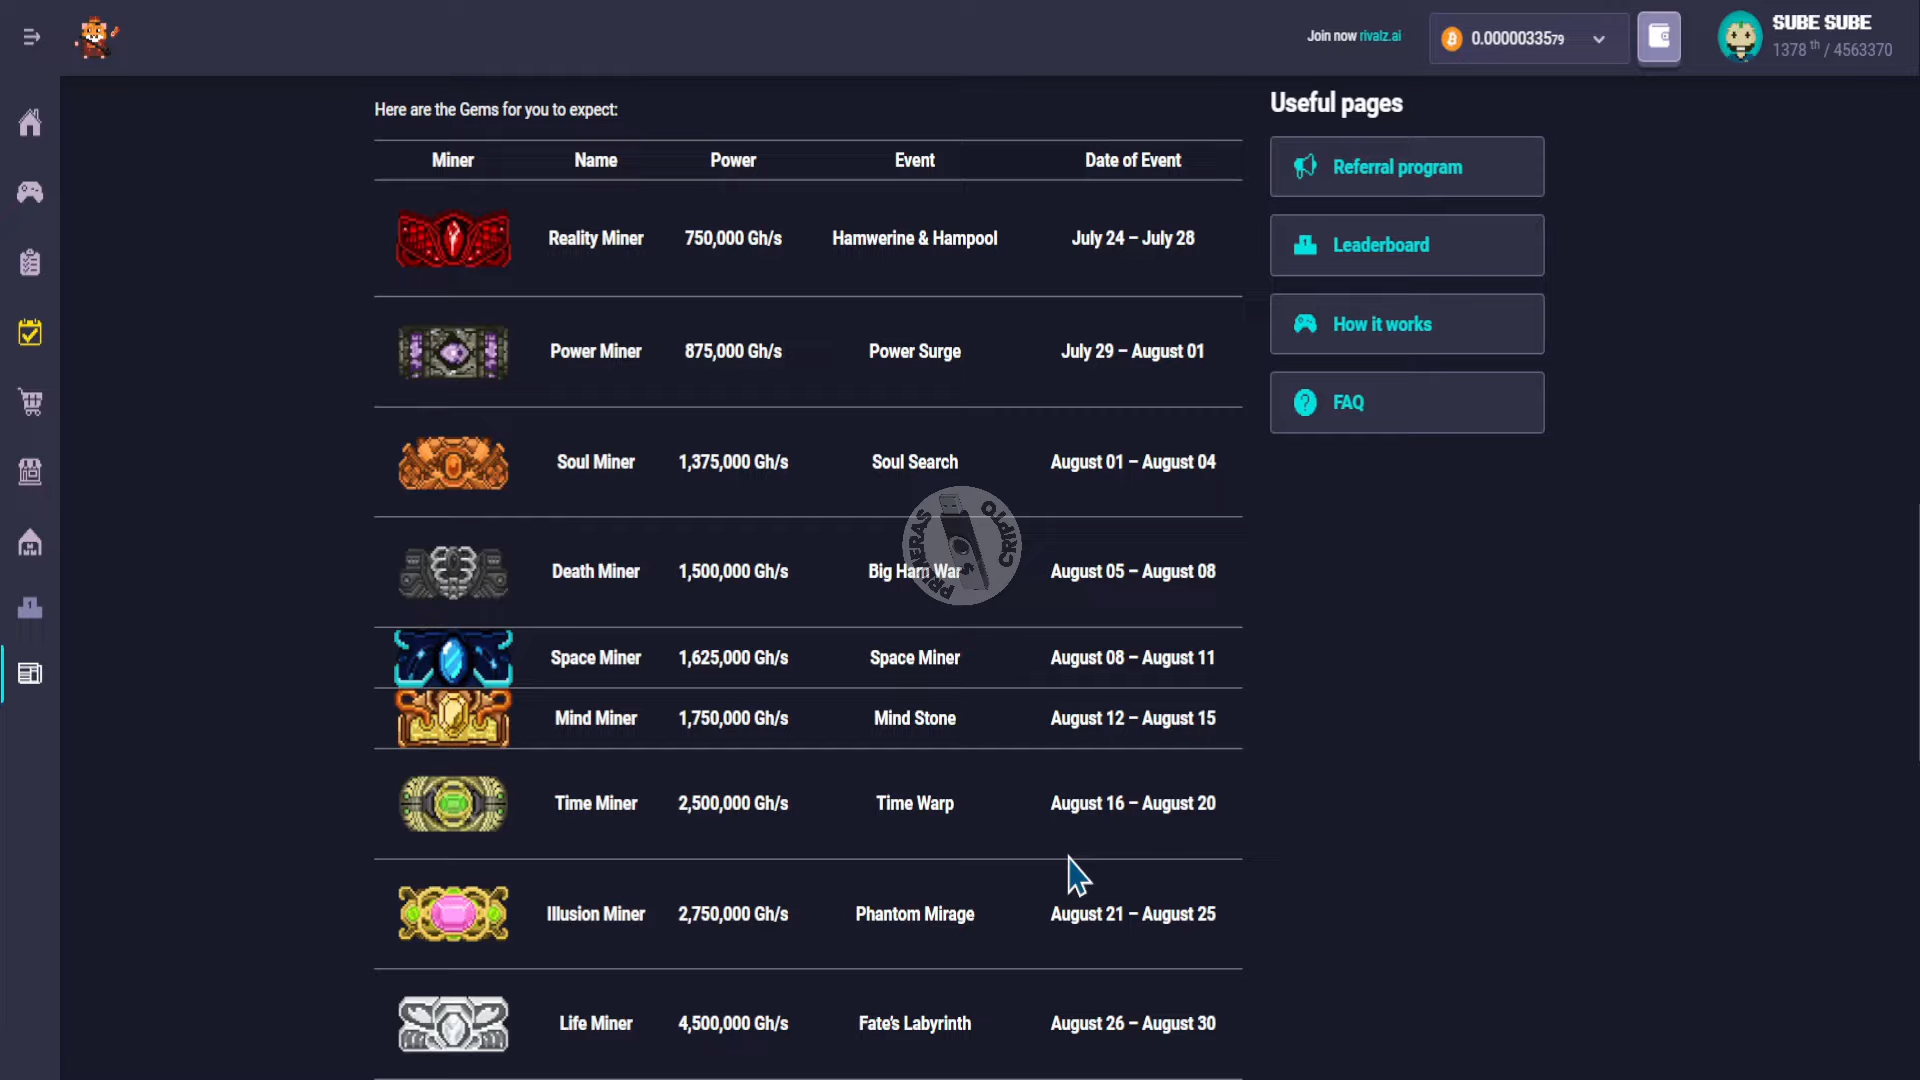 Join now rivalz.ai
0.000003357​9
SUBE SUBE
1378 th / 4563370
Here are the Gems for you to expect:
Miner Name Power Event Date of Event
Reality Miner 750,000 Gh/s Hamwerine & Hampool July 24 – July 28
Power Miner 875,000 Gh/s Power Surge July 29 – August 01
Soul Miner 1,375,000 Gh/s Soul Search August 01 – August 04
Death Miner 1,500,000 Gh/s Big Ham War August 05 – August 08
Space Miner 1,625,000 Gh/s Space Miner August 08 – August 11
Mind Miner 1,750,000 Gh/s Mind Stone August 12 – August 15
Time Miner 2,500,000 Gh/s Time Warp August 16 – August 20
Illusion Miner 2,750,000 Gh/s Phantom Mirage August 21 – August 25
Life Miner 4,500,000 Gh/s Fate's Labyrinth August 26 – August 30
Useful pages
Referral program
Leaderboard
How it works
FAQ
PRIMERAS
CRIPTO